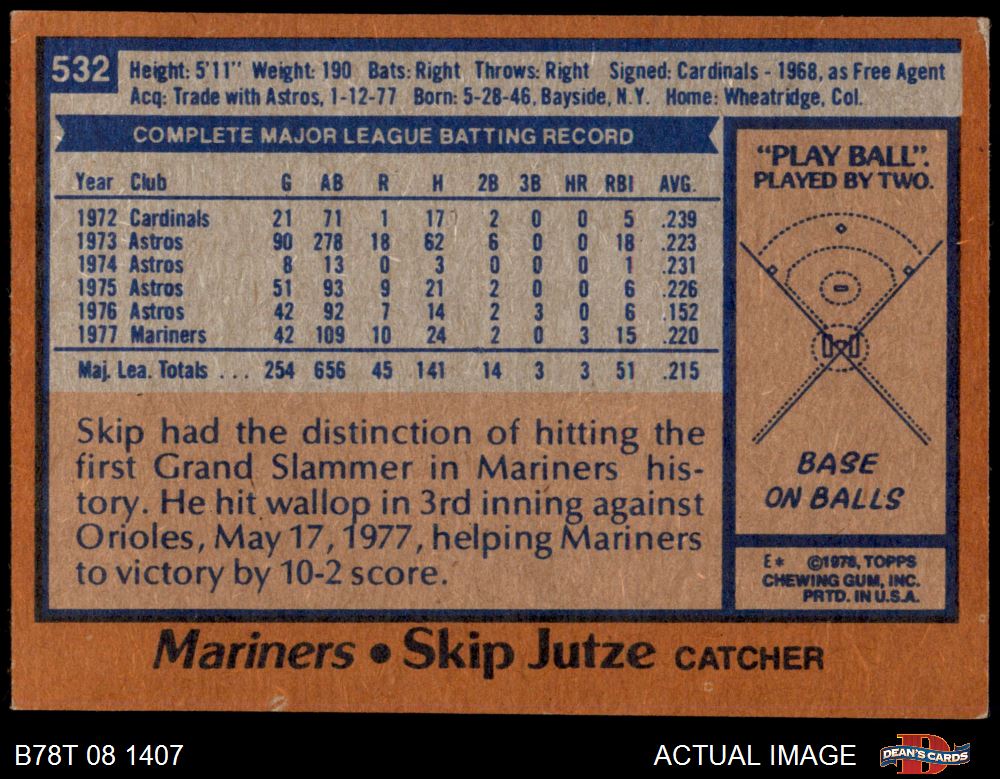 532
Height: 5'11" Weight: 190 Bats: Right Throws: Right Signed: Cardinals - 1968, as Free Agent
Acq: Trade with Astros, 1-12-77 Born: 5-28-46, Bayside, N.Y. Home: Wheatridge, Col.
COMPLETE MAJOR LEAGUE BATTING RECORD
Year Club G AB R H 2B 3B HR RBI AVG.
1972 Cardinals 21 71 1 17 2 0 0 5 .239
1973 Astros 90 278 18 62 6 0 0 18 .223
1974 Astros 8 13 0 3 0 0 0 1 .231
1975 Astros 51 93 9 21 2 0 0 6 .226
1976 Astros 42 92 7 14 2 3 0 6 .152
1977 Mariners 42 109 10 24 2 0 3 15 .220
Maj. Lea. Totals ... 254 656 45 141 14 3 3 51 .215
Skip had the distinction of hitting the
first Grand Slammer in Mariners his-
tory. He hit wallop in 3rd inning against
Orioles, May 17, 1977, helping Mariners
to victory by 10-2 score.
"PLAY BALL".
PLAYED BY TWO.
BASE
ON BALLS
E* ©1978, TOPPS
CHEWING GUM, INC.
PRTD. IN U.S.A.
Mariners • Skip Jutze CATCHER
B78T 08 1407
ACTUAL IMAGE
DEAN'S CARDS